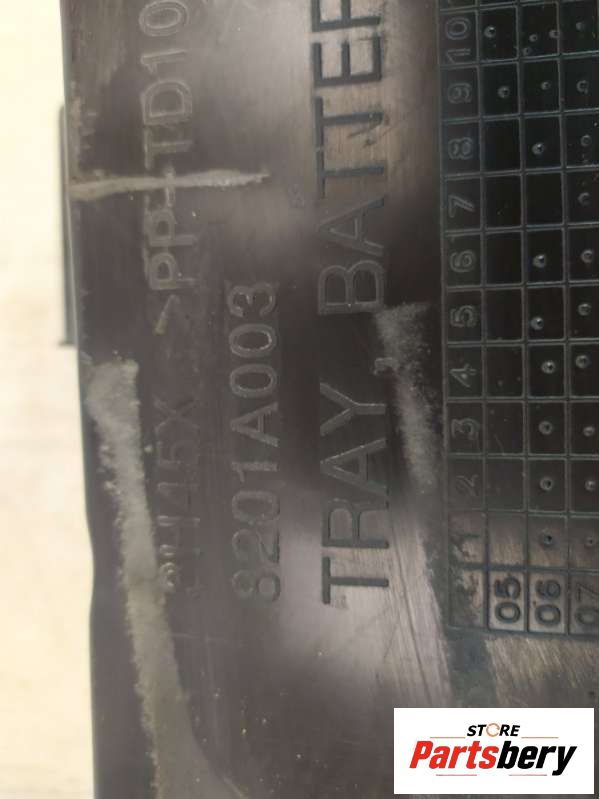 TRAY, BATTER
8201A003
>PP-TD10
1 2 3 4 5 6 7 8 9 10
05
06
07
STORE
Partsbery